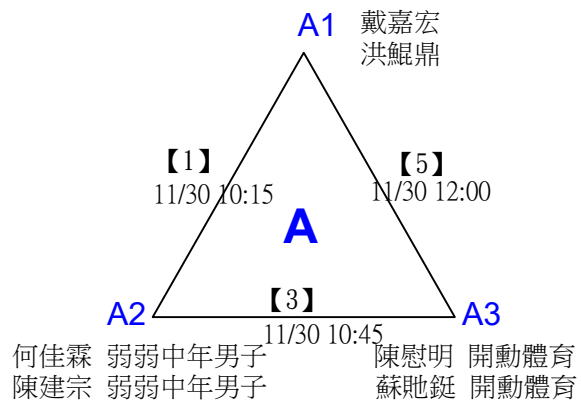 A1 戴嘉宏
洪鯤鼎
【1】
11/30 10:15
【5】
11/30 12:00
A
A2
【3】
11/30 10:45
A3
何佳霖 弱弱中年男子
陳建宗 弱弱中年男子
陳慰明 開動體育
蘇貤鋌 開動體育